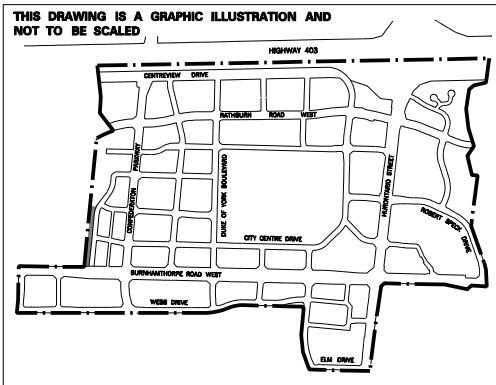 THIS DRAWING IS A GRAPHIC ILLUSTRATION AND
NOT TO BE SCALED
HIGHWAY 403
CENTREVIEW DRIVE
RATHBURN ROAD WEST
CONFEDERATION PARKWAY
DUKE OF YORK BOULEVARD
HURONTARIO STREET
ROBERT SPECK DRIVE
CITY CENTRE DRIVE
BURNHAMTHORPE ROAD WEST
WEBB DRIVE
ELM DRIVE